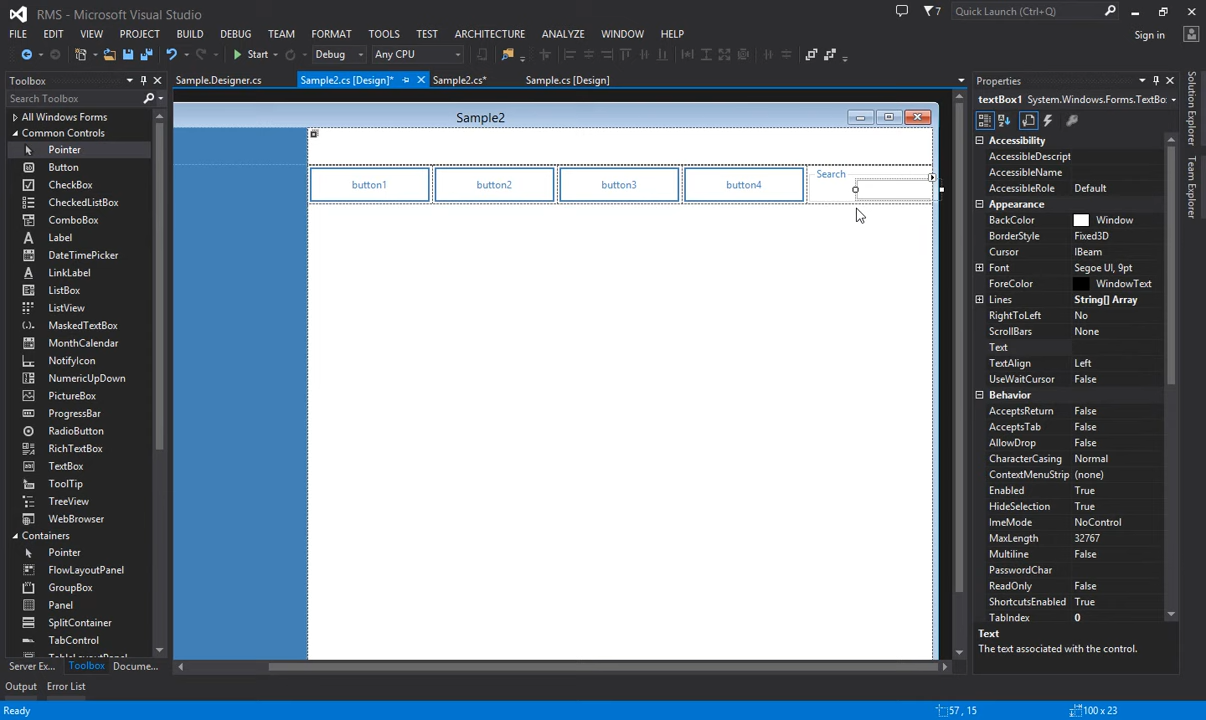 RMS - Microsoft Visual Studio
7
Quick Launch (Ctrl+Q)
FILE EDIT VIEW PROJECT BUILD DEBUG TEAM FORMAT TOOLS TEST ARCHITECTURE ANALYZE WINDOW HELP
Sign in
Start Debug Any CPU
Toolbox
Search Toolbox
All Windows Forms
Common Controls
Pointer
Button
CheckBox
CheckedListBox
ComboBox
Label
DateTimePicker
LinkLabel
ListBox
ListView
MaskedTextBox
MonthCalendar
NotifyIcon
NumericUpDown
PictureBox
ProgressBar
RadioButton
RichTextBox
TextBox
ToolTip
TreeView
WebBrowser
Containers
Pointer
FlowLayoutPanel
GroupBox
Panel
SplitContainer
TabControl
Server Ex... Toolbox Docume...
Output Error List
Sample.Designer.cs Sample2.cs [Design]* Sample2.cs* Sample.cs [Design]
Sample2
button1 button2 button3 button4 Search
Properties
textBox1 System.Windows.Forms.TextBo
Accessibility
AccessibleDescript
AccessibleName
AccessibleRole Default
Appearance
BackColor Window
BorderStyle Fixed3D
Cursor IBeam
Font Segoe UI, 9pt
ForeColor WindowText
Lines String[] Array
RightToLeft No
ScrollBars None
Text
TextAlign Left
UseWaitCursor False
Behavior
AcceptsReturn False
AcceptsTab False
AllowDrop False
CharacterCasing Normal
ContextMenuStrip (none)
Enabled True
HideSelection True
ImeMode NoControl
MaxLength 32767
Multiline False
PasswordChar
ReadOnly False
ShortcutsEnabled True
TabIndex 0
Text
The text associated with the control.
Solution Explorer
Team Explorer
Ready 57 , 15 100 x 23